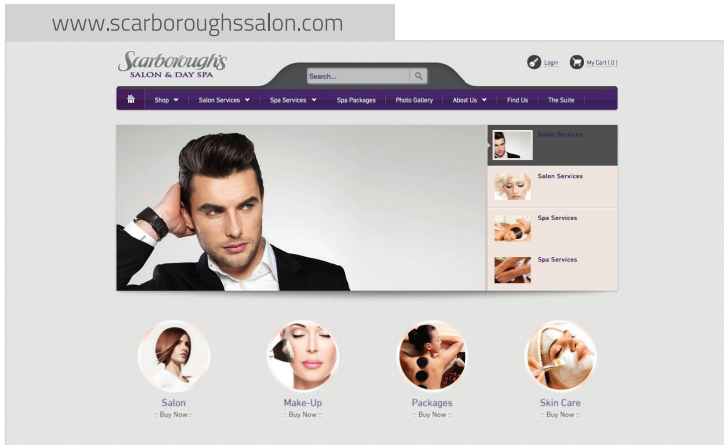 www.scarboroughssalon.com
Scarborough's
SALON & DAY SPA
Search...
Login
My Cart ( 0 )
Shop
Salon Services
Spa Services
Spa Packages
Photo Gallery
About Us
Find Us
The Suite
Salon Services
Salon Services
Spa Services
Spa Services
Salon
:: Buy Now ::
Make-Up
:: Buy Now ::
Packages
:: Buy Now ::
Skin Care
:: Buy Now ::